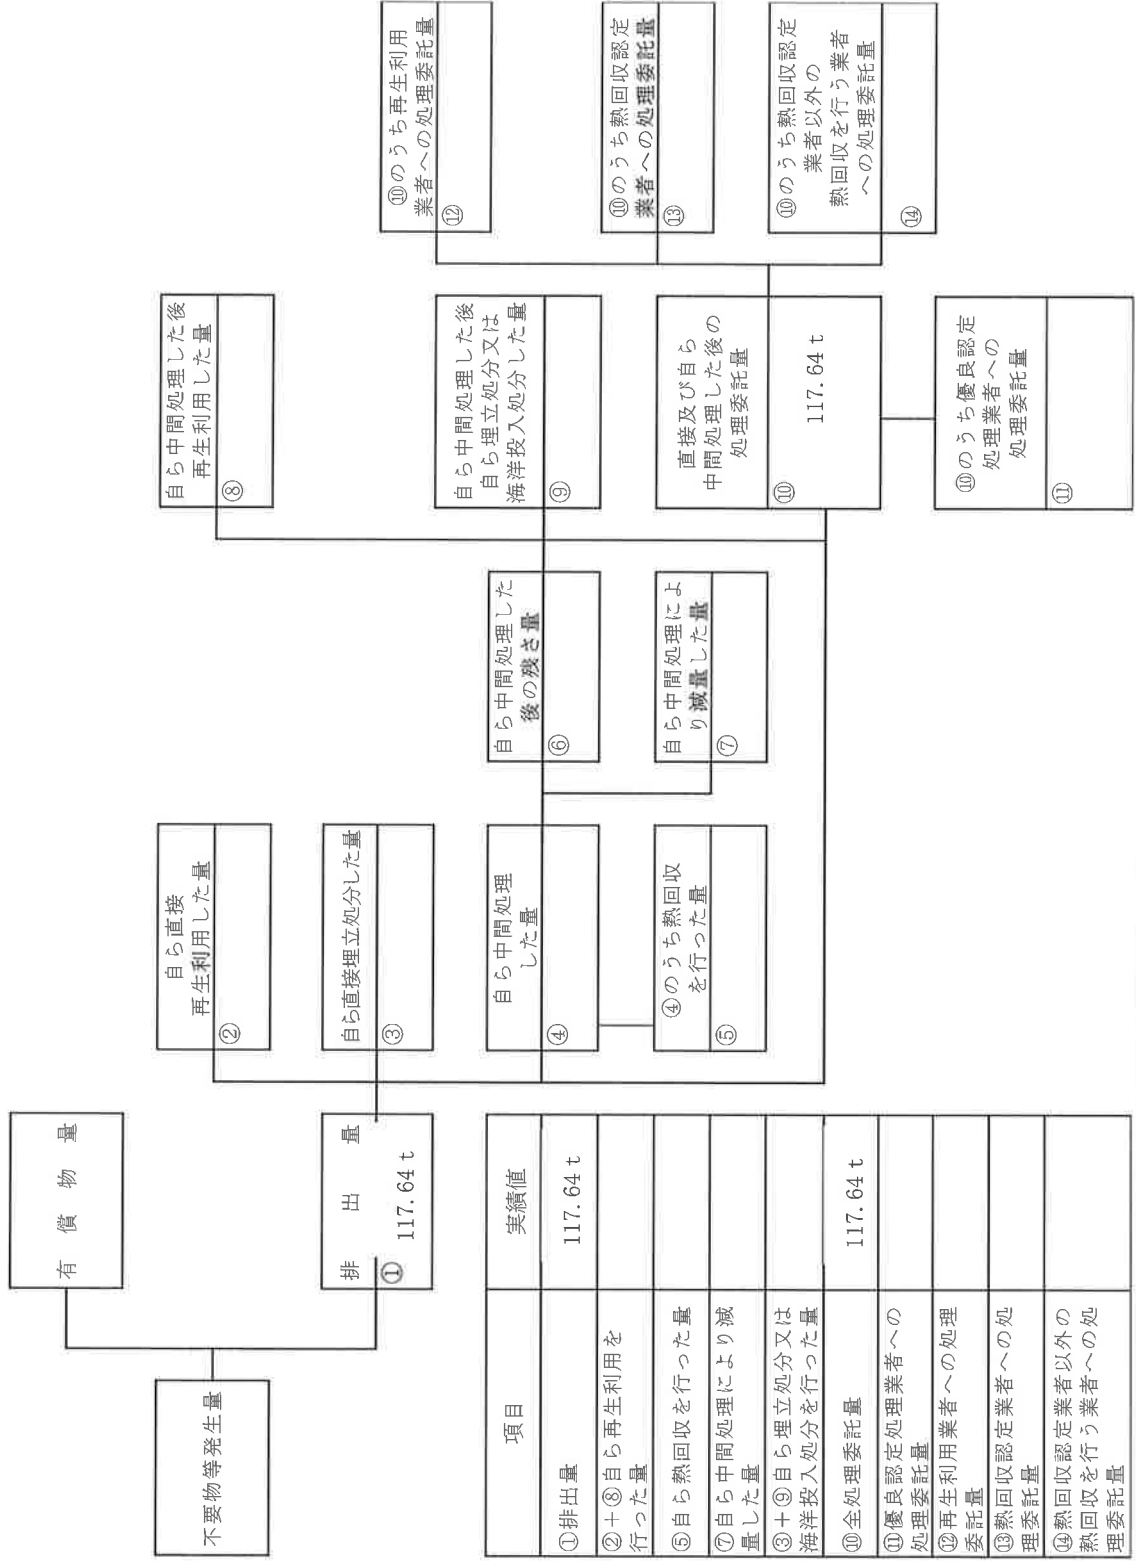 有償物量
不要物等発生量
排出量
①
117.64 t
自ら直接
再生利用した量
②
自ら直接埋立処分した量
③
自ら中間処理
した量
④
④のうち熱回収
を行った量
⑤
自ら中間処理した
後の残さ量
⑥
自ら中間処理によ
り減量した量
⑦
自ら中間処理した後
再生利用した量
⑧
自ら中間処理した後
自ら埋立処分又は
海洋投入処分した量
⑨
直接及び自ら
中間処理した後の
処理委託量
⑩
117.64 t
⑩のうち優良認定
処理業者への
処理委託量
⑪
⑩のうち再生利用
業者への処理委託量
⑫
⑩のうち熱回収認定
業者への処理委託量
⑬
⑩のうち熱回収認定
業者以外の
熱回収を行う業者
への処理委託量
⑭
項目 実績値
①排出量 117.64 t
②+⑧自ら再生利用を
行った量
⑤自ら熱回収を行った量
⑦自ら中間処理により減
量した量
③+⑨自ら埋立処分又は
海洋投入処分を行った量
⑩全処理委託量 117.64 t
⑪優良認定処理業者への
処理委託量
⑫再生利用業者への処理
委託量
⑬熱回収認定業者への処
理委託量
⑭熱回収認定業者以外の
熱回収を行う業者への処
理委託量